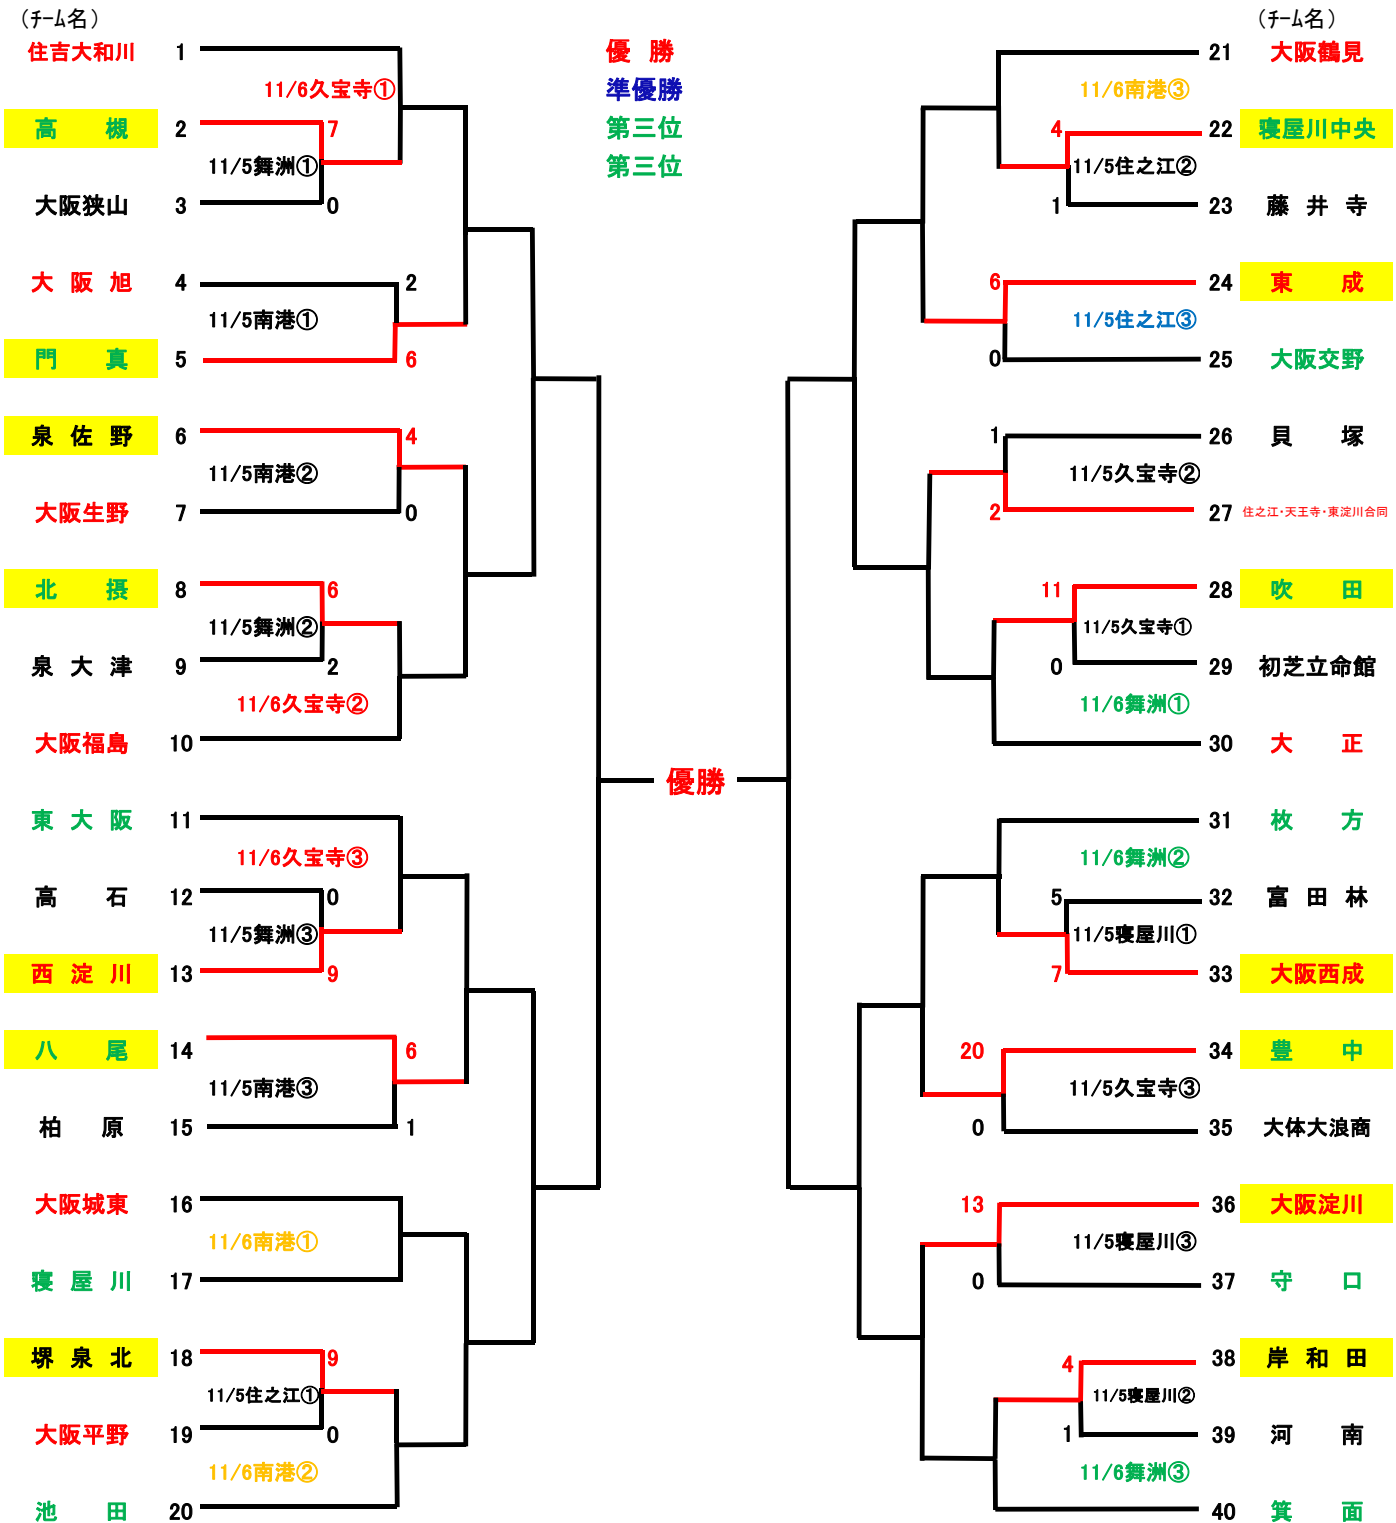 （ﾁｰﾑ名）
住吉大和川 1
11/6久宝寺①
高 槻 2 7
11/5舞洲①
大阪狭山 3 0
大 阪 旭 4 2
11/5南港①
門 真 5 6
泉 佐 野 6 4
11/5南港②
大阪生野 7 0
北 摂 8 6
11/5舞洲②
泉 大 津 9 2
11/6久宝寺②
大阪福島 10
東 大 阪 11
11/6久宝寺③
高 石 12 0
11/5舞洲③
西 淀 川 13 9
八 尾 14 6
11/5南港③
柏 原 15 1
大阪城東 16
11/6南港①
寝 屋 川 17
堺 泉 北 18 9
11/5住之江①
大阪平野 19 0
11/6南港②
池 田 20
優 勝
準優勝
第三位
第三位
優勝
（ﾁｰﾑ名）
21 大阪鶴見
11/6南港③
4 22 寝屋川中央
11/5住之江②
1 23 藤 井 寺
6 24 東 成
11/5住之江③
0 25 大阪交野
1 26 貝 塚
11/5久宝寺②
2 27 住之江・天王寺・東淀川合同
11 28 吹 田
11/5久宝寺①
0 29 初芝立命館
11/6舞洲①
30 大 正
31 枚 方
11/6舞洲②
5 32 富 田 林
11/5寝屋川①
7 33 大阪西成
20 34 豊 中
11/5久宝寺③
0 35 大体大浪商
13 36 大阪淀川
11/5寝屋川③
0 37 守 口
4 38 岸 和 田
11/5寝屋川②
1 39 河 南
11/6舞洲③
40 箕 面